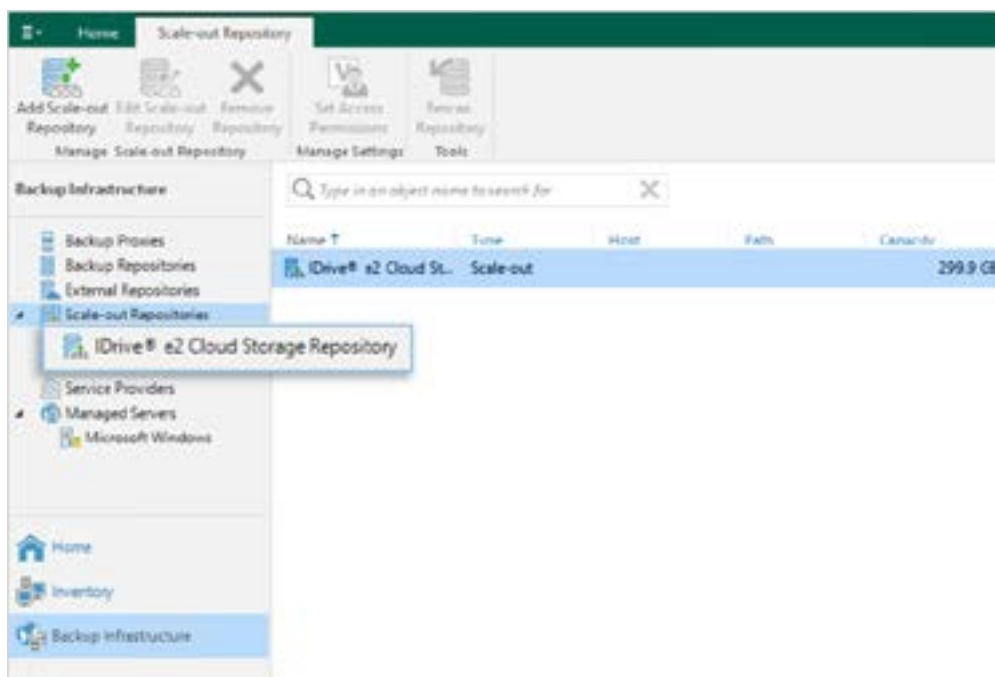 Home Scale-out Repository
Add Scale-out Repository
Edit Scale-out Repository
Remove Repository
Set Access Permissions
Rescan Repository
Manage Scale-out Repository Manage Settings Tools
Backup Infrastructure
Type in an object name to search for
Name Type Host Path Capacity
IDrive® e2 Cloud St... Scale-out 299.9 GB
Backup Proxies
Backup Repositories
External Repositories
Scale-out Repositories
IDrive® e2 Cloud Storage Repository
Service Providers
Managed Servers
Microsoft Windows
Home
Inventory
Backup Infrastructure